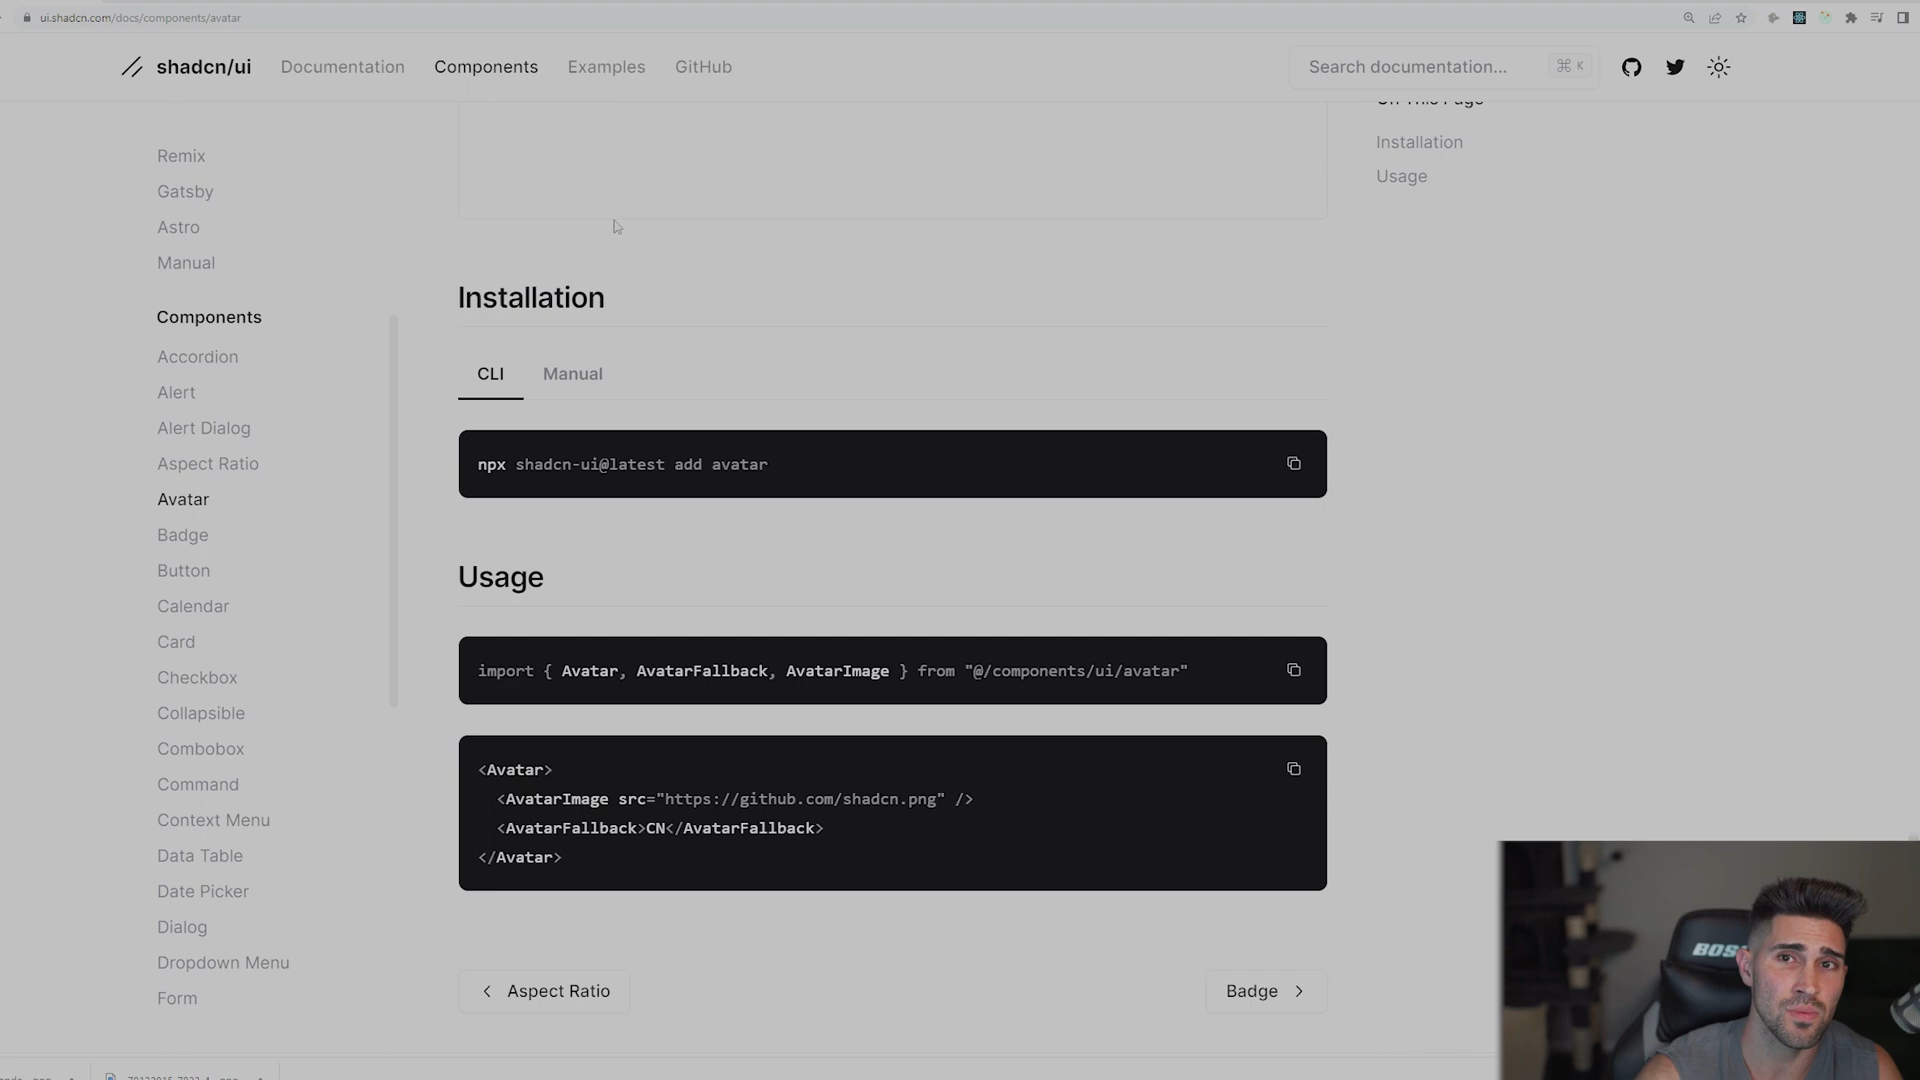 ui.shadcn.com/docs/components/avatar
shadcn/ui
Documentation
Components
Examples
GitHub
Search documentation...
⌘ K
Remix
Gatsby
Astro
Manual
Components
Accordion
Alert
Alert Dialog
Aspect Ratio
Avatar
Badge
Button
Calendar
Card
Checkbox
Collapsible
Combobox
Command
Context Menu
Data Table
Date Picker
Dialog
Dropdown Menu
Form
Installation
CLI
Manual
npx shadcn-ui@latest add avatar
Usage
import { Avatar, AvatarFallback, AvatarImage } from "@/components/ui/avatar"
<Avatar>
<AvatarImage src="https://github.com/shadcn.png" />
<AvatarFallback>CN</AvatarFallback>
</Avatar>
Aspect Ratio
Badge
On This Page
Installation
Usage